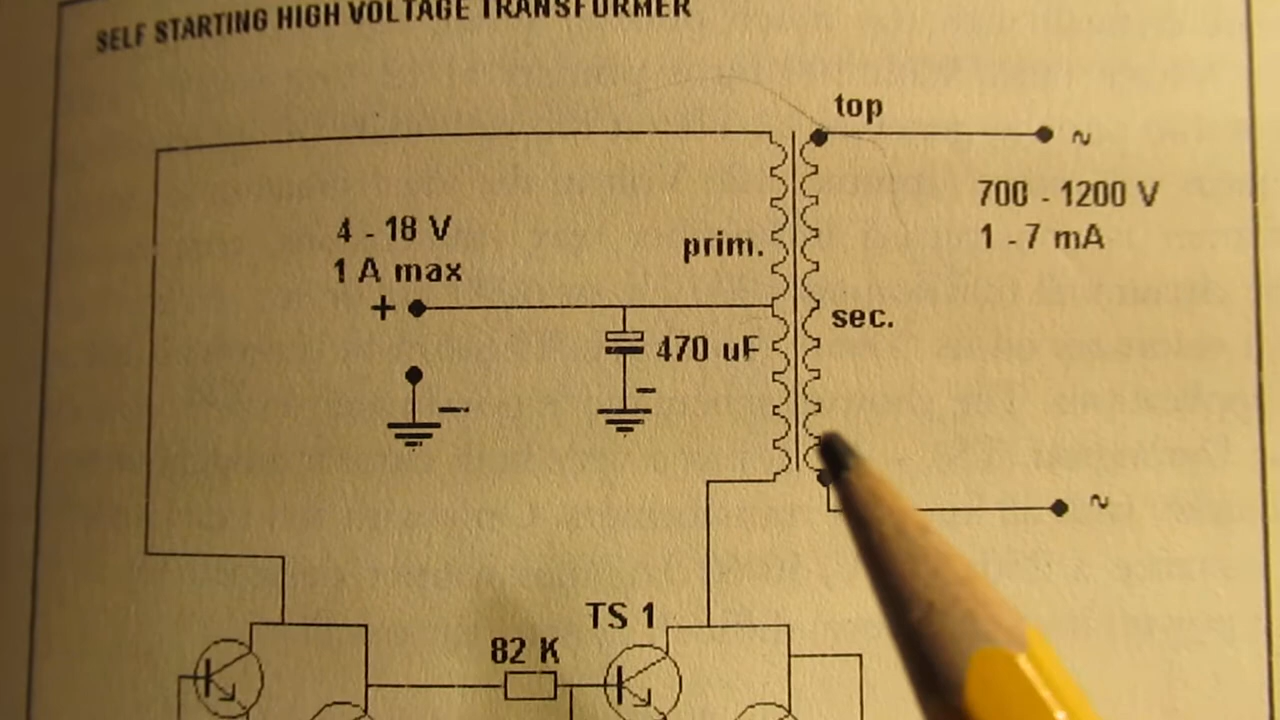 SELF STARTING HIGH VOLTAGE TRANSFORMER
top
~
700 - 1200 V
1 - 7 mA
4 - 18 V
1 A max
prim.
+
sec.
470 uF
−
−
~
TS 1
82 K